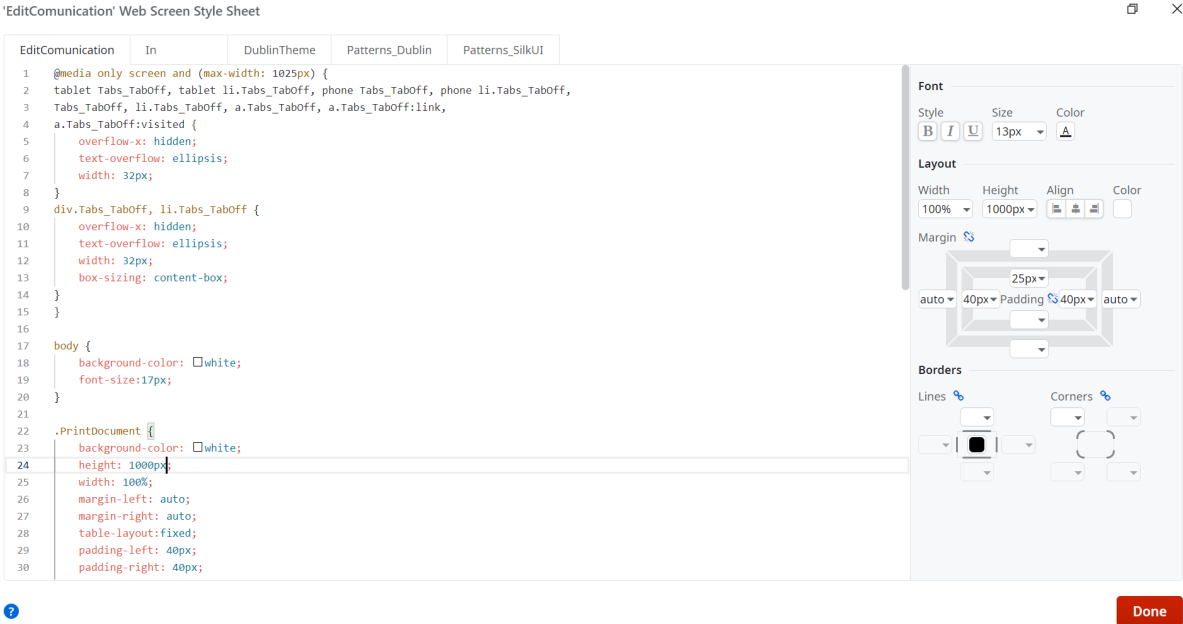 'EditComunication' Web Screen Style Sheet
EditComunication In DublinTheme Patterns_Dublin Patterns_SilkUI
1 @media only screen and (max-width: 1025px) {
2 tablet Tabs_TabOff, tablet li.Tabs_TabOff, phone Tabs_TabOff, phone li.Tabs_TabOff,
3 Tabs_TabOff, li.Tabs_TabOff, a.Tabs_TabOff, a.Tabs_TabOff:link,
4 a.Tabs_TabOff:visited {
5 overflow-x: hidden;
6 text-overflow: ellipsis;
7 width: 32px;
8 }
9 div.Tabs_TabOff, li.Tabs_TabOff {
10 overflow-x: hidden;
11 text-overflow: ellipsis;
12 width: 32px;
13 box-sizing: content-box;
14 }
15 }
16
17 body {
18 background-color: white;
19 font-size:17px;
20 }
21
22 .PrintDocument {
23 background-color: white;
24 height: 1000px;
25 width: 100%;
26 margin-left: auto;
27 margin-right: auto;
28 table-layout:fixed;
29 padding-left: 40px;
30 padding-right: 40px;
Font
Style Size Color
B I U 13px A
Layout
Width Height Align Color
100% 1000px
Margin
25px
auto 40px Padding 40px auto
Borders
Lines Corners
?
Done